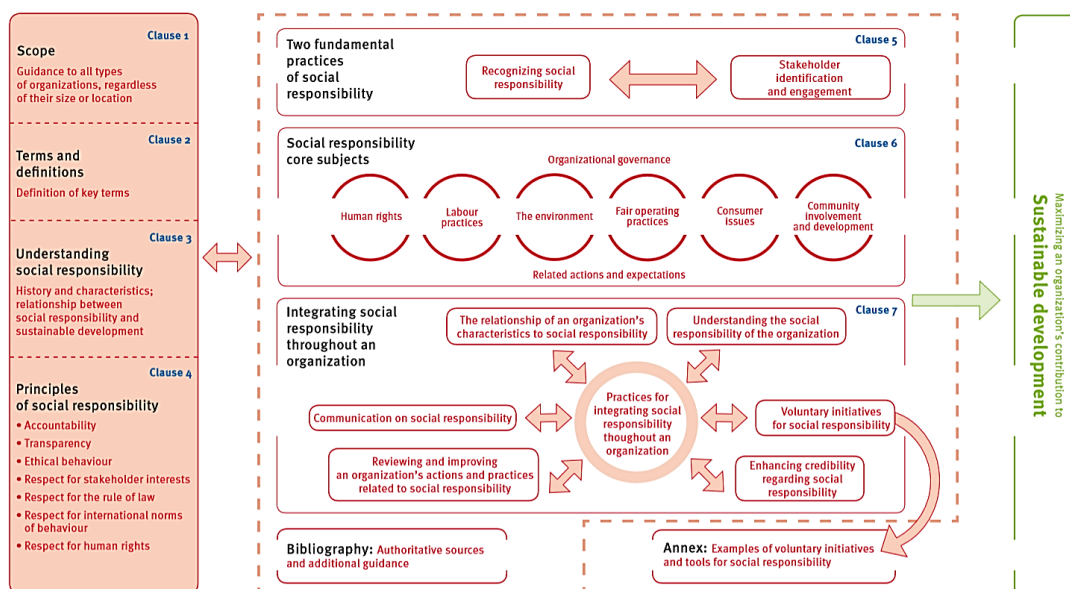 Clause 1
Scope
Guidance to all types
of organizations, regardless
of their size or location
Clause 2
Terms and
definitions
Definition of key terms
Clause 3
Understanding
social responsibility
History and characteristics;
relationship between
social responsibility and
sustainable development
Clause 4
Principles
of social responsibility
• Accountability
• Transparency
• Ethical behaviour
• Respect for stakeholder interests
• Respect for the rule of law
• Respect for international norms
of behaviour
• Respect for human rights
Two fundamental
practices
of social
responsibility
Clause 5
Recognizing social
responsibility
Stakeholder
identification
and engagement
Social responsibility
core subjects
Clause 6
Organizational governance
Human rights
Labour
practices
The environment
Fair operating
practices
Consumer
issues
Community
involvement
and development
Related actions and expectations
Integrating social
responsibility
throughout an
organization
Clause 7
The relationship of an organization's
characteristics to social responsibility
Understanding the social
responsibility of the organization
Practices for
integrating social
responsibility
thoughout an
organization
Communication on social responsibility
Voluntary initiatives
for social responsibility
Reviewing and improving
an organization's actions and practices
related to social responsibility
Enhancing credibility
regarding social
responsibility
Bibliography: Authoritative sources
and additional guidance
Annex: Examples of voluntary initiatives
and tools for social responsibility
Maximizing an organization's contribution to
Sustainable development